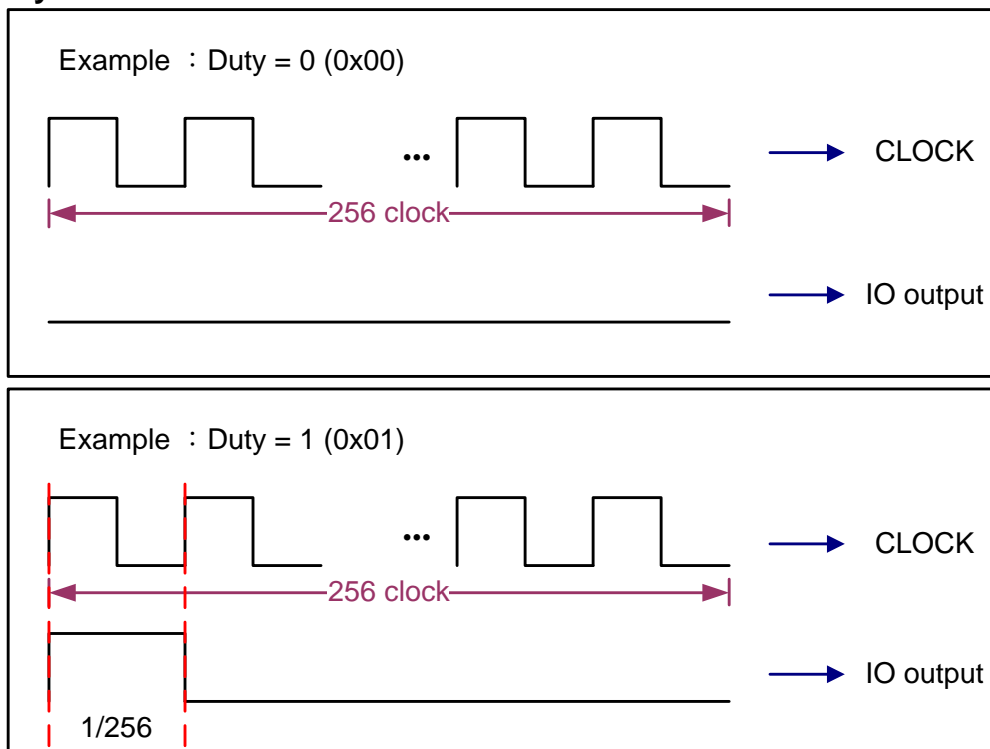 Example ：Duty = 0 (0x00)
... CLOCK
256 clock
IO output
Example ：Duty = 1 (0x01)
... CLOCK
256 clock
IO output
1/256